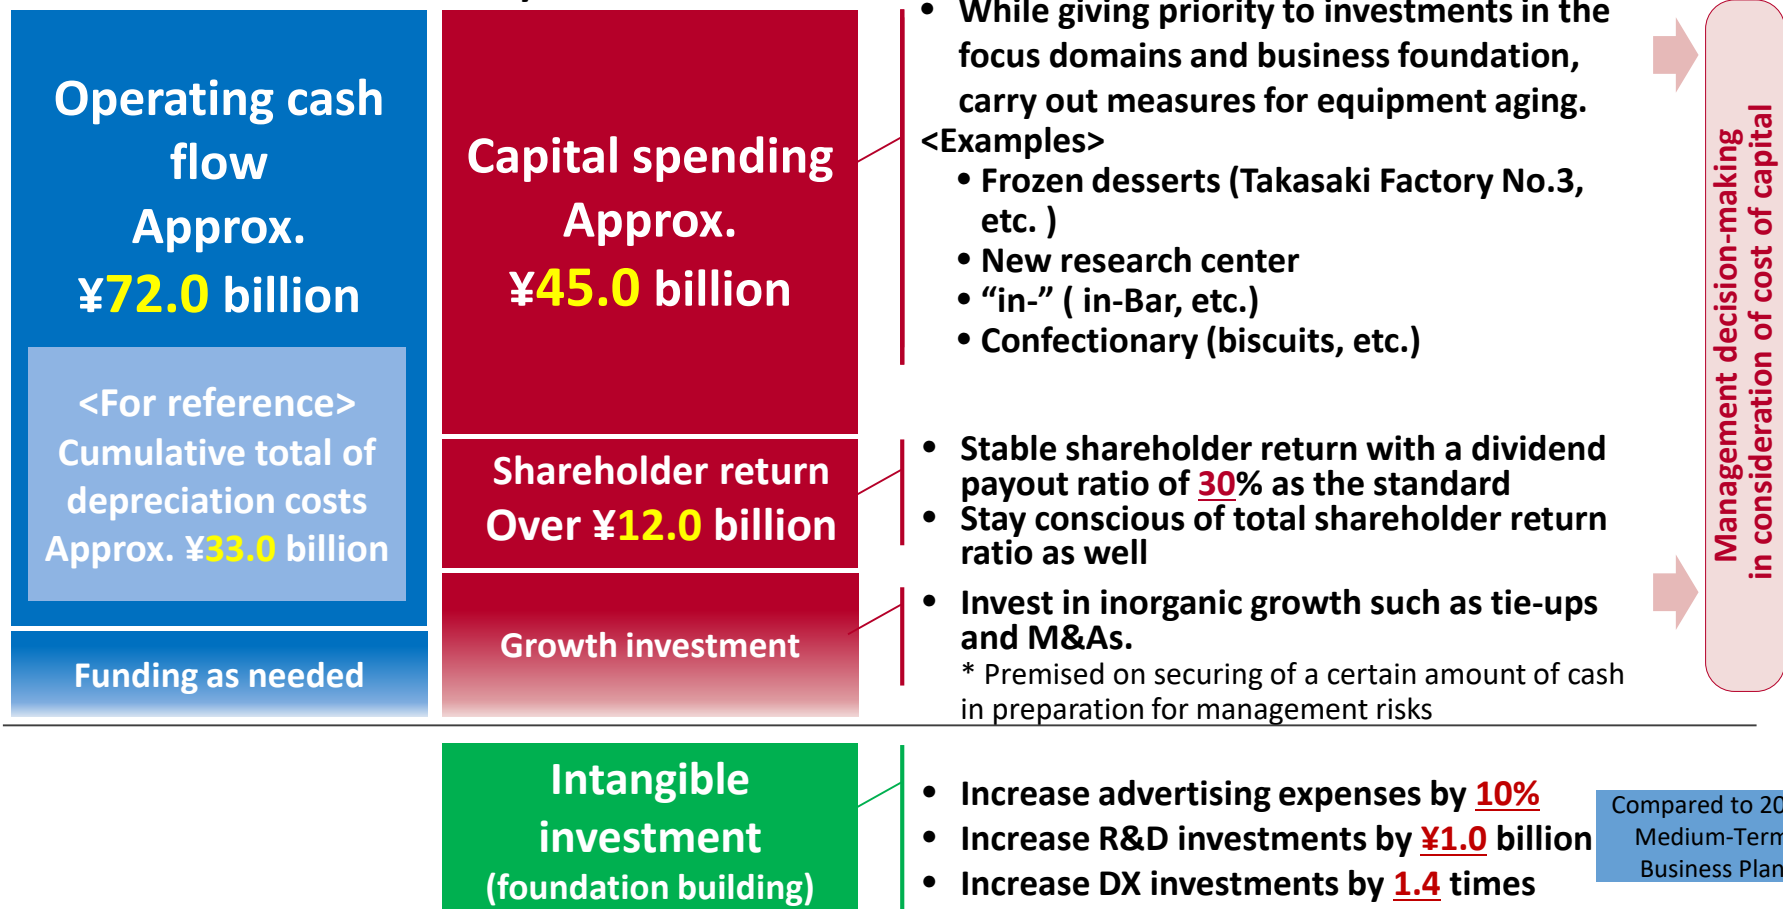 Operating cash
flow
Approx.
¥72.0 billion
<For reference>
Cumulative total of
depreciation costs
Approx. ¥33.0 billion
Funding as needed
Capital spending
Approx.
¥45.0 billion
• While giving priority to investments in the
focus domains and business foundation,
carry out measures for equipment aging.
<Examples>
• Frozen desserts (Takasaki Factory No.3,
etc. )
• New research center
• “in-” ( in-Bar, etc.)
• Confectionary (biscuits, etc.)
Shareholder return
Over ¥12.0 billion
• Stable shareholder return with a dividend
payout ratio of 30% as the standard
• Stay conscious of total shareholder return
ratio as well
Growth investment
• Invest in inorganic growth such as tie-ups
and M&As.
* Premised on securing of a certain amount of cash
in preparation for management risks
Management decision-making
in consideration of cost of capital
Intangible
investment
(foundation building)
• Increase advertising expenses by 10%
• Increase R&D investments by ¥1.0 billion
• Increase DX investments by 1.4 times
Compared to
Medium-Term
Business Plan